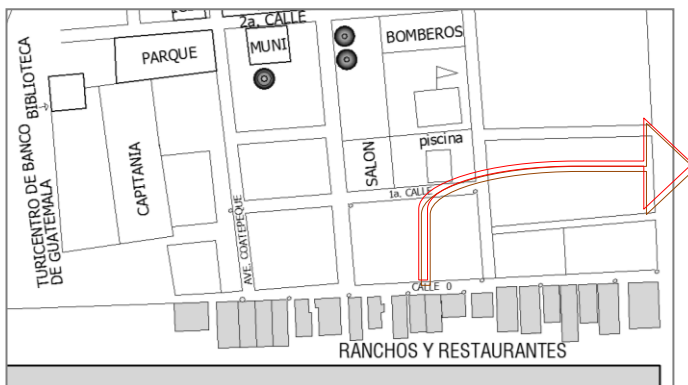 2a. CALLE
MUNI
BOMBEROS
PARQUE
BIBLIOTECA
TURICENTRO DE BANCO
DE GUATEMALA
CAPITANIA
SALON
piscina
1a. CALLE
AVE. COATEPEQUE
CALLE 0
RANCHOS Y RESTAURANTES